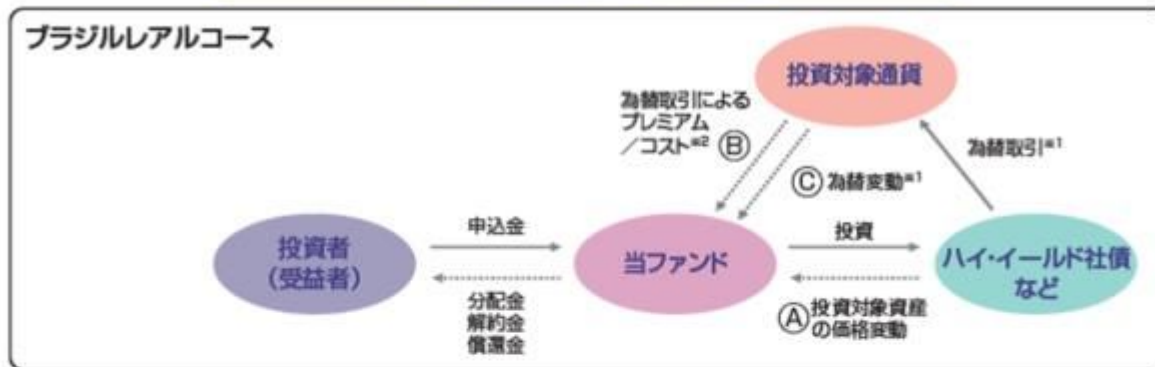 ブラジルレアルコース
投資対象通貨
為替取引による
プレミアム
／コスト※2 Ⓑ
為替取引※1
Ⓒ 為替変動※1
申込金
投資
投資者
（受益者）
当ファンド
ハイ・イールド社債
など
分配金
解約金
償還金
Ⓐ 投資対象資産
の価格変動